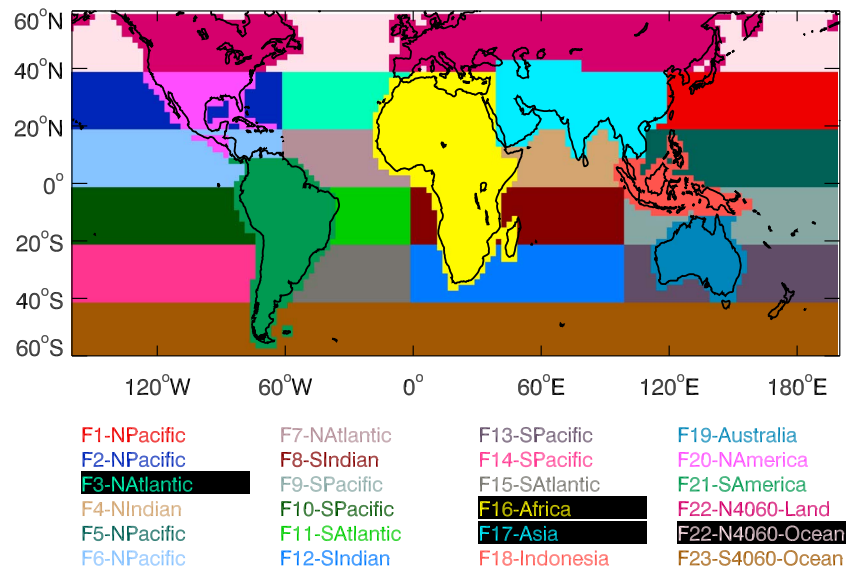 60°N
40°N
20°N
0°
20°S
40°S
60°S
120°W 60°W 0° 60°E 120°E 180°E
F1-NPacific F7-NAtlantic F13-SPacific F19-Australia
F2-NPacific F8-SIndian F14-SPacific F20-NAmerica
F3-NAtlantic F9-SPacific F15-SAtlantic F21-SAmerica
F4-NIndian F10-SPacific F16-Africa F22-N4060-Land
F5-NPacific F11-SAtlantic F17-Asia F22-N4060-Ocean
F6-NPacific F12-SIndian F18-Indonesia F23-S4060-Ocean